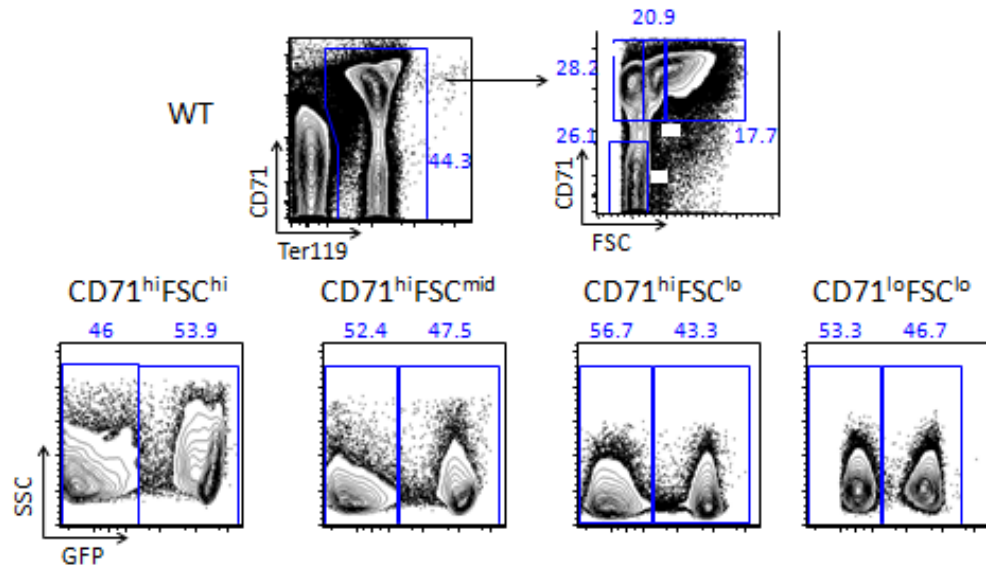 20.9
28.2
WT
26.1
44.3
17.7
CD71
CD71
Ter119
FSC
CD71hiFSChi
CD71hiFSCmid
CD71hiFSClo
CD71loFSClo
46 53.9
52.4 47.5
56.7 43.3
53.3 46.7
SSC
GFP